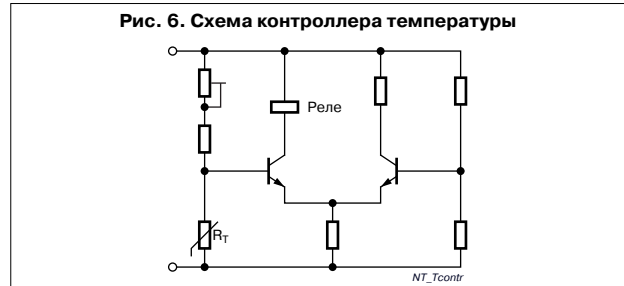 Рис. 6. Схема контроллера температуры
Реле
RT
NT_Tcontr